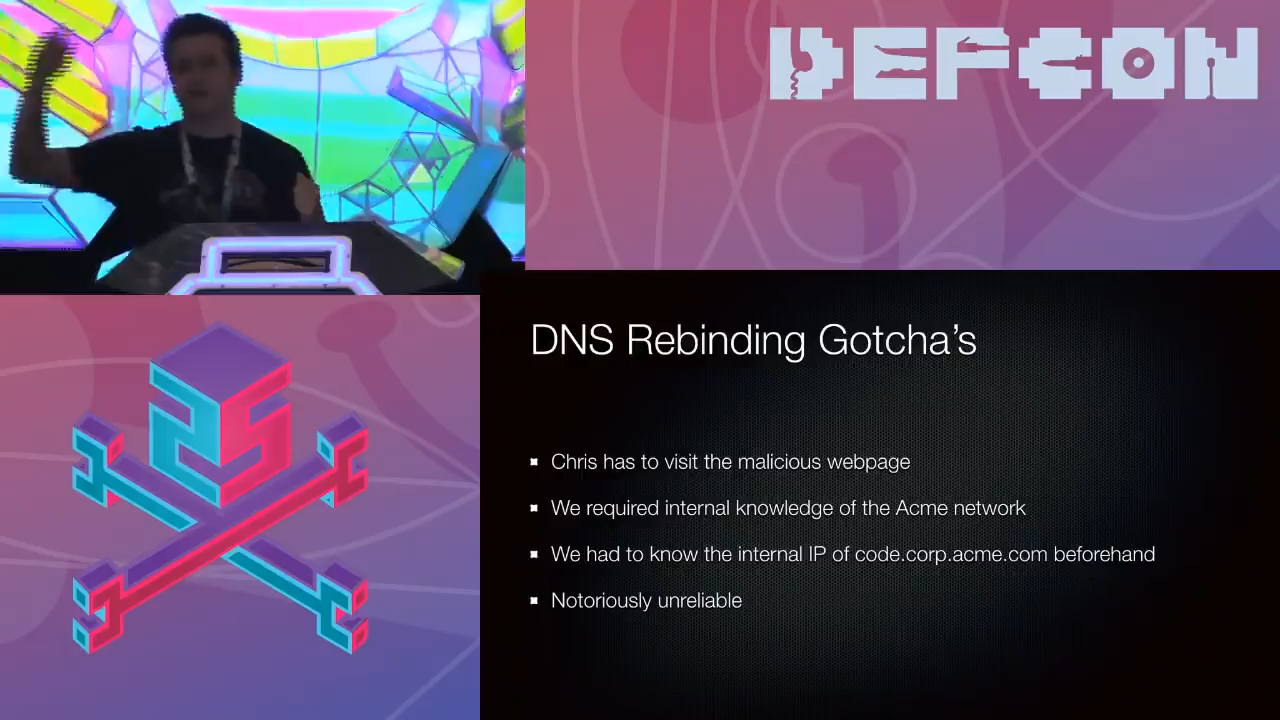 DEFCON
DNS Rebinding Gotcha's
Chris has to visit the malicious webpage
We required internal knowledge of the Acme network
We had to know the internal IP of code.corp.acme.com beforehand
Notoriously unreliable
25